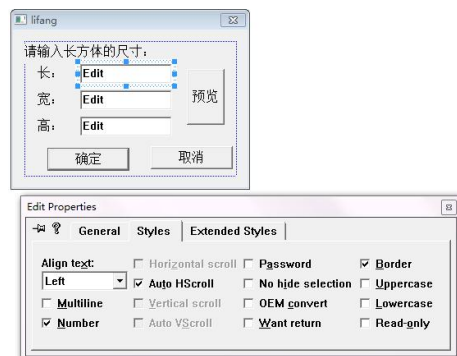 lifang
请输入长方体的尺寸：
长： Edit
宽： Edit 预览
高： Edit
确定 取消
Edit Properties
General Styles Extended Styles
Align text: Horizontal scroll Password Border
Left Auto HScroll No hide selection Uppercase
Multiline Vertical scroll OEM convert Lowercase
Number Auto VScroll Want return Read-only